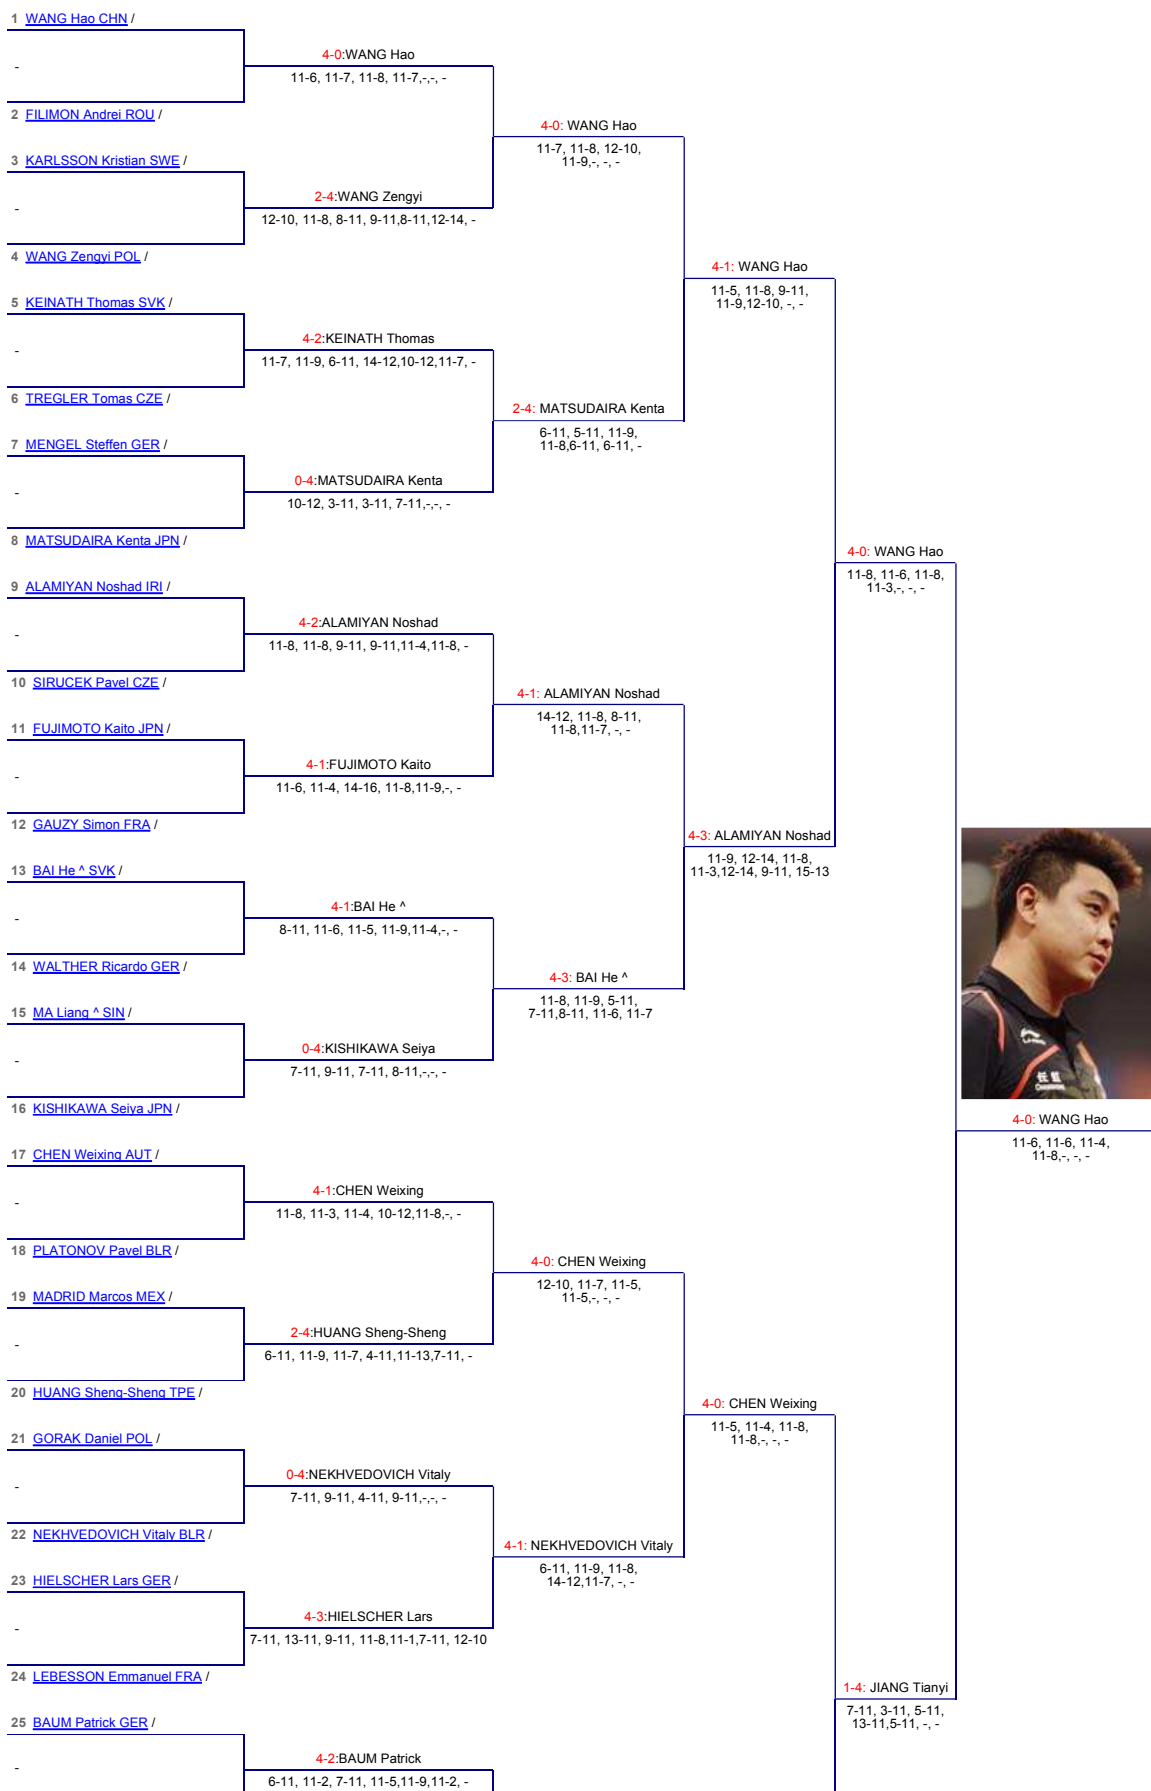 1 WANG Hao CHN /
-
4-0:WANG Hao
11-6, 11-7, 11-8, 11-7,-,-, -
2 FILIMON Andrei ROU /
4-0: WANG Hao
11-7, 11-8, 12-10,
11-9,-, -, -
3 KARLSSON Kristian SWE /
-
2-4:WANG Zengyi
12-10, 11-8, 8-11, 9-11,8-11,12-14, -
4 WANG Zengyi POL /
4-1: WANG Hao
11-5, 11-8, 9-11,
11-9,12-10, -, -
5 KEINATH Thomas SVK /
-
4-2:KEINATH Thomas
11-7, 11-9, 6-11, 14-12,10-12,11-7, -
6 TREGLER Tomas CZE /
2-4: MATSUDAIRA Kenta
6-11, 5-11, 11-9,
11-8,6-11, 6-11, -
7 MENGEL Steffen GER /
-
0-4:MATSUDAIRA Kenta
10-12, 3-11, 3-11, 7-11,-,-, -
8 MATSUDAIRA Kenta JPN /
4-0: WANG Hao
11-8, 11-6, 11-8,
11-3,-, -, -
9 ALAMIYAN Noshad IRI /
-
4-2:ALAMIYAN Noshad
11-8, 11-8, 9-11, 9-11,11-4,11-8, -
10 SIRUCEK Pavel CZE /
4-1: ALAMIYAN Noshad
14-12, 11-8, 8-11,
11-8,11-7, -, -
11 FUJIMOTO Kaito JPN /
-
4-1:FUJIMOTO Kaito
11-6, 11-4, 14-16, 11-8,11-9,-, -
12 GAUZY Simon FRA /
4-3: ALAMIYAN Noshad
11-9, 12-14, 11-8,
11-3,12-14, 9-11, 15-13
13 BAI He ^ SVK /
-
4-1:BAI He ^
8-11, 11-6, 11-5, 11-9,11-4,-, -
14 WALTHER Ricardo GER /
4-3: BAI He ^
11-8, 11-9, 5-11,
7-11,8-11, 11-6, 11-7
15 MA Liang ^ SIN /
-
0-4:KISHIKAWA Seiya
7-11, 9-11, 7-11, 8-11,-,-, -
16 KISHIKAWA Seiya JPN /
4-0: WANG Hao
11-6, 11-6, 11-4,
11-8,-, -, -
17 CHEN Weixing AUT /
-
4-1:CHEN Weixing
11-8, 11-3, 11-4, 10-12,11-8,-, -
18 PLATONOV Pavel BLR /
4-0: CHEN Weixing
12-10, 11-7, 11-5,
11-5,-, -, -
19 MADRID Marcos MEX /
-
2-4:HUANG Sheng-Sheng
6-11, 11-9, 11-7, 4-11,11-13,7-11, -
20 HUANG Sheng-Sheng TPE /
4-0: CHEN Weixing
11-5, 11-4, 11-8,
11-8,-, -, -
21 GORAK Daniel POL /
-
0-4:NEKHVEDOVICH Vitaly
7-11, 9-11, 4-11, 9-11,-,-, -
22 NEKHVEDOVICH Vitaly BLR /
4-1: NEKHVEDOVICH Vitaly
6-11, 11-9, 11-8,
14-12,11-7, -, -
23 HIELSCHER Lars GER /
-
4-3:HIELSCHER Lars
7-11, 13-11, 9-11, 11-8,11-1,7-11, 12-10
24 LEBESSON Emmanuel FRA /
1-4: JIANG Tianyi
7-11, 3-11, 5-11,
13-11,5-11, -, -
25 BAUM Patrick GER /
-
4-2:BAUM Patrick
6-11, 11-2, 7-11, 11-5,11-9,11-2, -